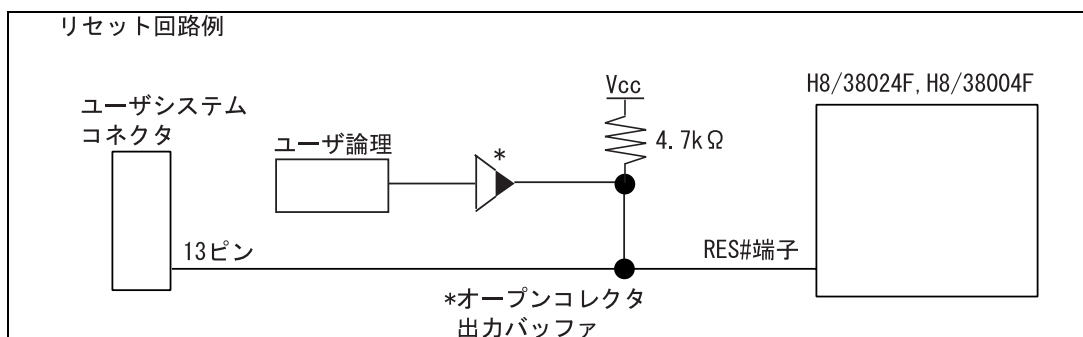 リセット回路例
H8/38024F, H8/38004F
Vcc
ユーザシステム
コネクタ
ユーザ論理
*
4.7kΩ
13ピン
RES#端子
*オープンコレクタ
出力バッファ